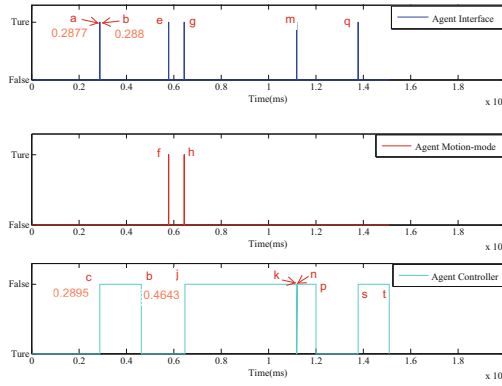 a b e g m q Agent Interface
Ture
0.2877 0.288
False
0 0.2 0.4 0.6 0.8 1 1.2 1.4 1.6 1.8
Time(ms) x 10
Agent Motion-mode
Ture
f h
False
0 0.2 0.4 0.6 0.8 1 1.2 1.4 1.6 1.8
Time(ms) x 10
Agent Controller
c b j k n
False
0.2895 0.4643 p s t
Ture
0 0.2 0.4 0.6 0.8 1 1.2 1.4 1.6 1.8
Time(ms) x 10